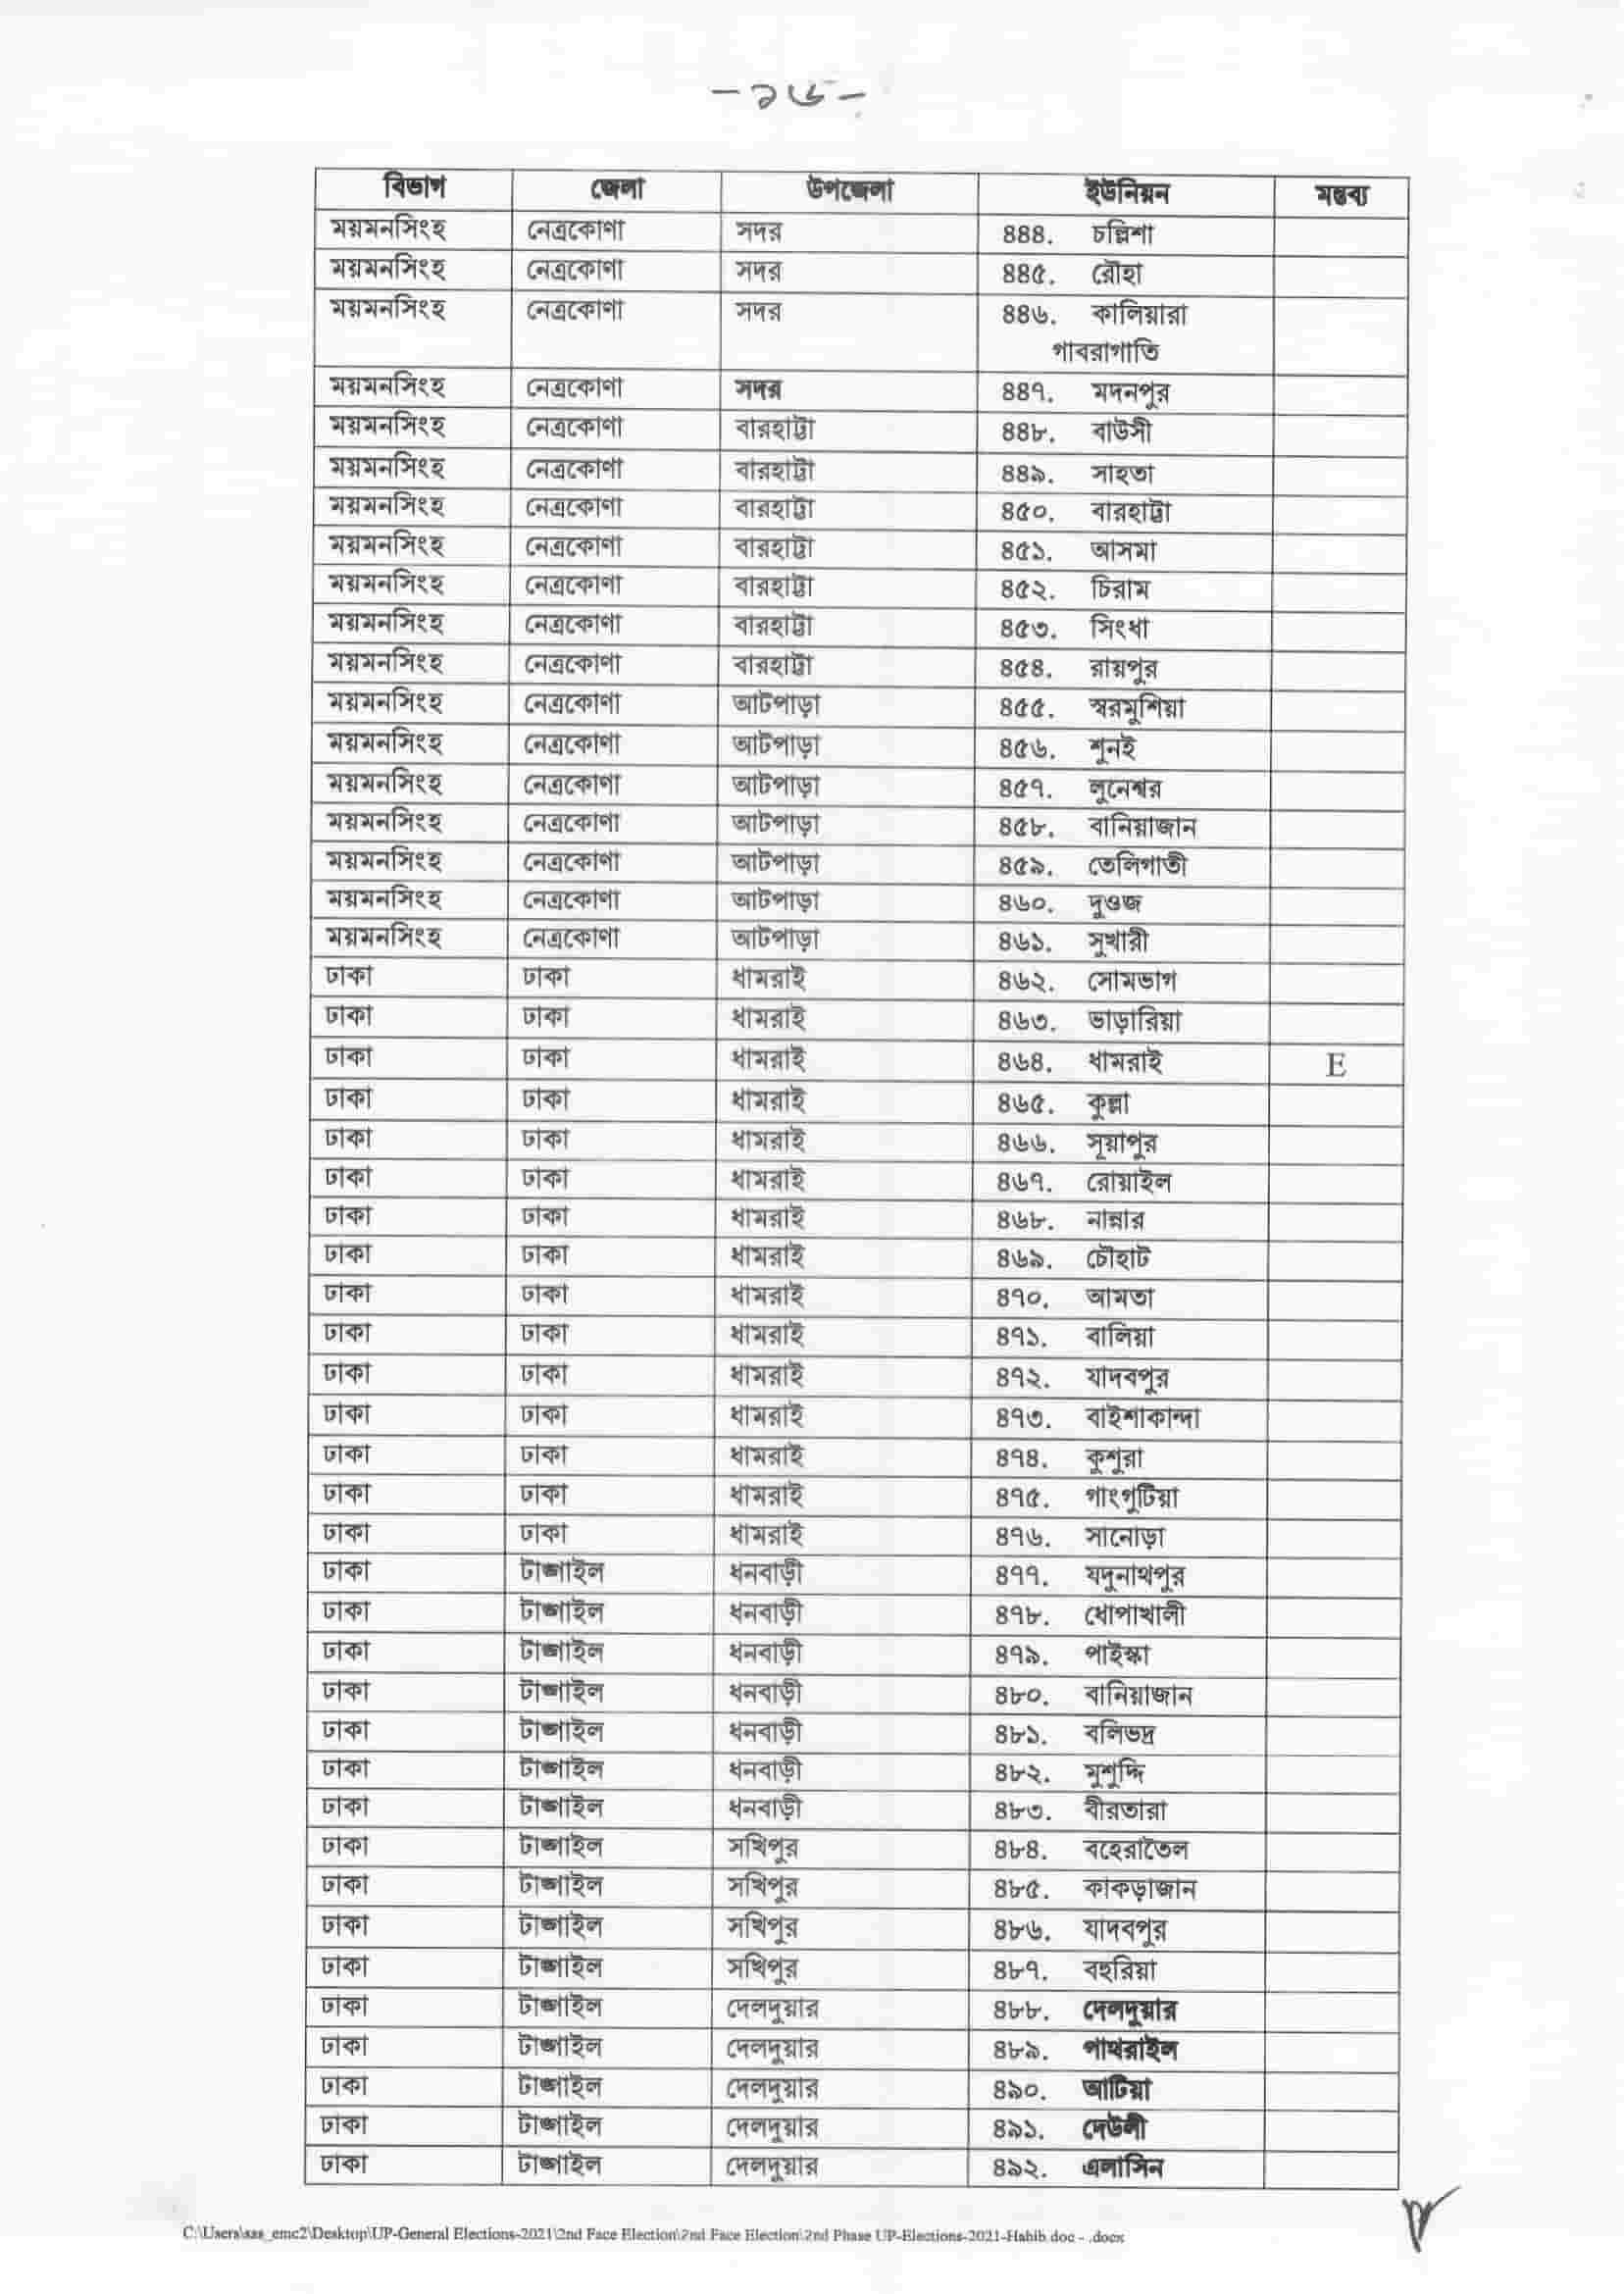 -১৬-
বিভাগ জেলা উপজেলা ইউনিয়ন মন্তব্য
ময়মনসিংহ নেত্রকোণা সদর ৪৪৪. চল্লিশা
ময়মনসিংহ নেত্রকোণা সদর ৪৪৫. রৌহা
ময়মনসিংহ নেত্রকোণা সদর ৪৪৬. কালিয়ারা
গাবরাগাতি
ময়মনসিংহ নেত্রকোণা সদর ৪৪৭. মদনপুর
ময়মনসিংহ নেত্রকোণা বারহাট্টা ৪৪৮. বাউসী
ময়মনসিংহ নেত্রকোণা বারহাট্টা ৪৪৯. সাহতা
ময়মনসিংহ নেত্রকোণা বারহাট্টা ৪৫০. বারহাট্টা
ময়মনসিংহ নেত্রকোণা বারহাট্টা ৪৫১. আসমা
ময়মনসিংহ নেত্রকোণা বারহাট্টা ৪৫২. চিরাম
ময়মনসিংহ নেত্রকোণা বারহাট্টা ৪৫৩. সিংধা
ময়মনসিংহ নেত্রকোণা বারহাট্টা ৪৫৪. রায়পুর
ময়মনসিংহ নেত্রকোণা আটপাড়া ৪৫৫. স্বরমুশিয়া
ময়মনসিংহ নেত্রকোণা আটপাড়া ৪৫৬. শুনই
ময়মনসিংহ নেত্রকোণা আটপাড়া ৪৫৭. লুনেশ্বর
ময়মনসিংহ নেত্রকোণা আটপাড়া ৪৫৮. বানিয়াজান
ময়মনসিংহ নেত্রকোণা আটপাড়া ৪৫৯. তেলিগাতী
ময়মনসিংহ নেত্রকোণা আটপাড়া ৪৬০. দুওজ
ময়মনসিংহ নেত্রকোণা আটপাড়া ৪৬১. সুখারী
ঢাকা ঢাকা ধামরাই ৪৬২. সোমভাগ
ঢাকা ঢাকা ধামরাই ৪৬৩. ভাড়ারিয়া
ঢাকা ঢাকা ধামরাই ৪৬৪. ধামরাই E
ঢাকা ঢাকা ধামরাই ৪৬৫. কুল্লা
ঢাকা ঢাকা ধামরাই ৪৬৬. সূয়াপুর
ঢাকা ঢাকা ধামরাই ৪৬৭. রোয়াইল
ঢাকা ঢাকা ধামরাই ৪৬৮. নান্নার
ঢাকা ঢাকা ধামরাই ৪৬৯. চৌহাট
ঢাকা ঢাকা ধামরাই ৪৭০. আমতা
ঢাকা ঢাকা ধামরাই ৪৭১. বালিয়া
ঢাকা ঢাকা ধামরাই ৪৭২. যাদবপুর
ঢাকা ঢাকা ধামরাই ৪৭৩. বাইশাকান্দা
ঢাকা ঢাকা ধামরাই ৪৭৪. কুশুরা
ঢাকা ঢাকা ধামরাই ৪৭৫. গাংগুটিয়া
ঢাকা ঢাকা ধামরাই ৪৭৬. সানোড়া
ঢাকা টাঙ্গাইল ধনবাড়ী ৪৭৭. যদুনাথপুর
ঢাকা টাঙ্গাইল ধনবাড়ী ৪৭৮. ধোপাখালী
ঢাকা টাঙ্গাইল ধনবাড়ী ৪৭৯. পাইস্কা
ঢাকা টাঙ্গাইল ধনবাড়ী ৪৮০. বানিয়াজান
ঢাকা টাঙ্গাইল ধনবাড়ী ৪৮১. বলিভদ্র
ঢাকা টাঙ্গাইল ধনবাড়ী ৪৮২. মুশুদ্দি
ঢাকা টাঙ্গাইল ধনবাড়ী ৪৮৩. বীরতারা
ঢাকা টাঙ্গাইল সখিপুর ৪৮৪. বহেরাতৈল
ঢাকা টাঙ্গাইল সখিপুর ৪৮৫. কাকড়াজান
ঢাকা টাঙ্গাইল সখিপুর ৪৮৬. যাদবপুর
ঢাকা টাঙ্গাইল সখিপুর ৪৮৭. বহুরিয়া
ঢাকা টাঙ্গাইল দেলদুয়ার ৪৮৮. দেলদুয়ার
ঢাকা টাঙ্গাইল দেলদুয়ার ৪৮৯. পাথরাইল
ঢাকা টাঙ্গাইল দেলদুয়ার ৪৯০. আটিয়া
ঢাকা টাঙ্গাইল দেলদুয়ার ৪৯১. দেউলী
ঢাকা টাঙ্গাইল দেলদুয়ার ৪৯২. এলাসিন
C:\Users\sas_emc2\Desktop\UP-General Elections-2021\2nd Face Election\2nd Face Election\2nd Phase UP-Elections-2021-Habib.doc - .docx